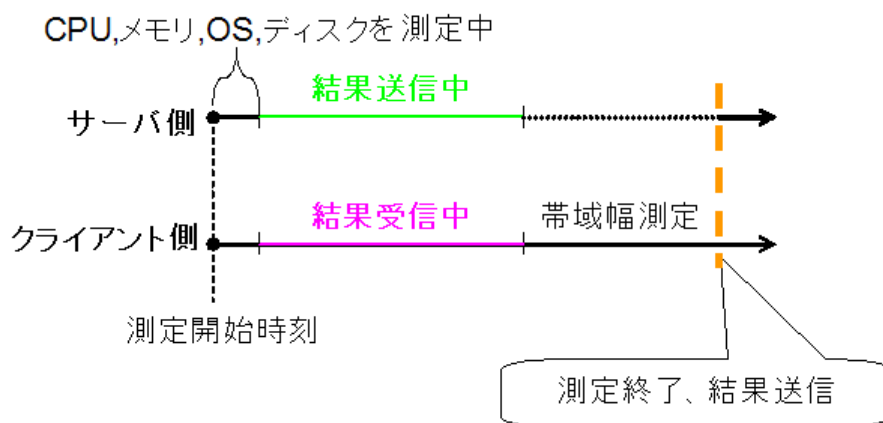 CPU,メモリ,OS,ディスクを測定中
結果送信中
サーバ側
結果受信中
帯域幅測定
クライアント側
測定開始時刻
測定終了、結果送信